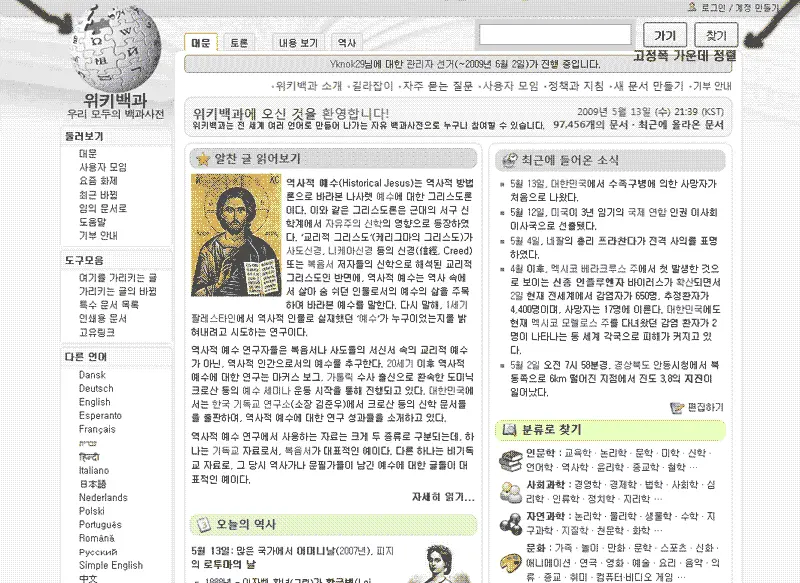 로그인 / 계정 만들기
대문
토론
내용 보기
역사
가기
찾기
고정폭 가운데 정렬
Yknok29님에 대한 관리자 선거(~2009년 6월 2일)가 진행 중입니다.
· 위키백과 소개 · 길라잡이 · 자주 묻는 질문 · 사용자 모임 · 정책과 지침 · 새 문서 만들기 · 기부 안내
위키백과
우리 모두의 백과사전
위키백과에 오신 것을 환영합니다!
위키백과는 전 세계 여러 언어로 만들어 나가는 자유 백과사전으로 누구나 참여할 수 있습니다.
2009년 5월 13일 (수) 21:39 (KST)
97,456개의 문서 · 최근에 올라온 문서
둘러보기
대문
사용자 모임
요즘 화제
최근 바뀜
임의 문서로
도움말
기부 안내
도구모음
여기를 가리키는 글
가리키는 글의 바뀜
특수 문서 목록
인쇄용 문서
고유링크
다른 언어
Dansk
Deutsch
English
Esperanto
Français
עברית
हिन्दी
Italiano
日本語
Nederlands
Polski
Português
Română
Русский
Simple English
中文
알찬 글 읽어보기
역사적 예수(Historical Jesus)는 역사적 방법
론으로 바라본 나사렛 예수에 대한 그리스도론
이다. 이와 같은 그리스도론은 근대의 서구 신
학계에서 자유주의 신학의 영향으로 등장하였
다. '교리적 그리스도'(케리그마의 그리스도)가
사도신경, 니케아신경 등의 신경(信經, Creed)
또는 복음서 저자들의 신학으로 해석된 교리적
그리스도인 반면에, 역사적 예수는 역사 속에
서 살아 숨 쉬던 인물로서의 예수의 삶을 주목
하여 바라본 예수를 말한다. 다시 말해, 1세기
팔레스타인에서 역사적 인물로 실재했던 '예수'가 누구이었는지를 밝
혀내려고 시도하는 연구이다.
역사적 예수 연구자들은 복음서나 사도들의 서신서 속의 교리적 예수
가 아닌, 역사적 인간으로서의 예수를 추구한다. 20세기 이후 역사적
예수에 대한 연구는 마커스 보그, 가톨릭 수사 출신으로 환속한 도미닉
크로산 등의 예수 세미나 운동 시작을 통해 진행되고 있다. 대한민국에
서는 한국 기독교 연구소(소장 김준우)에서 크로산 등의 신학 문서들
을 출판하여, 역사적 예수에 대한 연구 성과물을 소개하고 있다.
역사적 예수 연구에서 사용하는 자료는 크게 두 종류로 구분되는데, 하
나는 기독교 자료로서, 복음서가 대표적인 예이다. 다른 하나는 비기독
교 자료로, 그 당시 역사가나 문필가들이 남긴 예수에 대한 글들이 대
표적인 예이다.
자세히 읽기...
오늘의 역사
5월 13일: 많은 국가에서 어머니날(2007년), 피지
의 로투마의 날
최근에 들어온 소식
5월 13일, 대한민국에서 수족구병에 의한 사망자가
처음으로 나왔다.
5월 12일, 미국이 3년 임기의 국제 연합 인권 이사회
이사국으로 선출됐다.
5월 4일, 네팔의 총리 프라찬다가 전격 사의를 표명
하였다.
4월 이후, 멕시코 베라크루스 주에서 첫 발생한 것으
로 보이는 신종 인플루엔자 바이러스가 확산되면서
2일 현재 전세계에서 감염자가 650명, 추정환자가
4,400명이며, 사망자는 17명에 이른다. 대한민국에도
현재 멕시코 모렐로스 주를 다녀왔던 감염 환자가 2
명이 나타나는 등 세계 각국으로 피해가 커지고 있
다.
5월 2일 오전 7시 58분경, 경상북도 안동시청에서 북
동쪽으로 6km 떨어진 지점에서 진도 3.8의 지진이
일어났다.
편집하기
분류로 찾기
인문학 : 교육학 · 논리학 · 문학 · 미학 · 신학 ·
언어학 · 역사학 · 윤리학 · 종교학 · 철학 ...
사회과학 : 경영학 · 경제학 · 법학 · 사회학 · 심
리학 · 인류학 · 정치학 · 지리학 ...
자연과학 : 논리학 · 물리학 · 생물학 · 수학 · 지
구과학 · 지질학 · 천문학 · 화학 ...
문화 : 가족 · 놀이 · 만화 · 문학 · 스포츠 · 신화 ·
애니메이션 · 연극 · 영화 · 예술 · 요리 · 음악 · 의
류 · 종교 · 취미 · 컴퓨터비디오 게임 ...